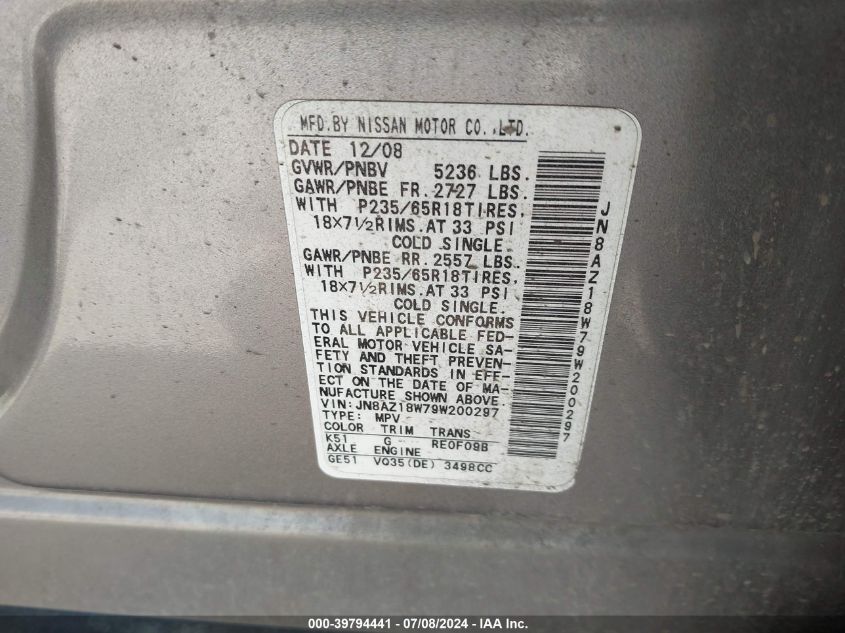 MFD.BY NISSAN MOTOR CO.,LTD.
DATE 12/08
GVWR/PNBV 5236 LBS.
GAWR/PNBE FR. 2727 LBS.
WITH P235/65R18TIRES,
18×7½RIMS.AT 33 PSI
COLD SINGLE.
GAWR/PNBE RR. 2557 LBS.
WITH P235/65R18TIRES,
18×7½RIMS.AT 33 PSI
COLD SINGLE.
THIS VEHICLE CONFORMS
TO ALL APPLICABLE FED-
ERAL MOTOR VEHICLE SA-
FETY AND THEFT PREVEN-
TION STANDARDS IN EFF-
ECT ON THE DATE OF MA-
NUFACTURE SHOWN ABOVE.
VIN:JN8AZ18W79W200297
TYPE: MPV
COLOR TRIM TRANS
K51 G RE0F09B
AXLE ENGINE
GE51 VQ35(DE) 3498CC
JN8AZ18W79W200297
000-39794441 - 07/08/2024 - IAA Inc.